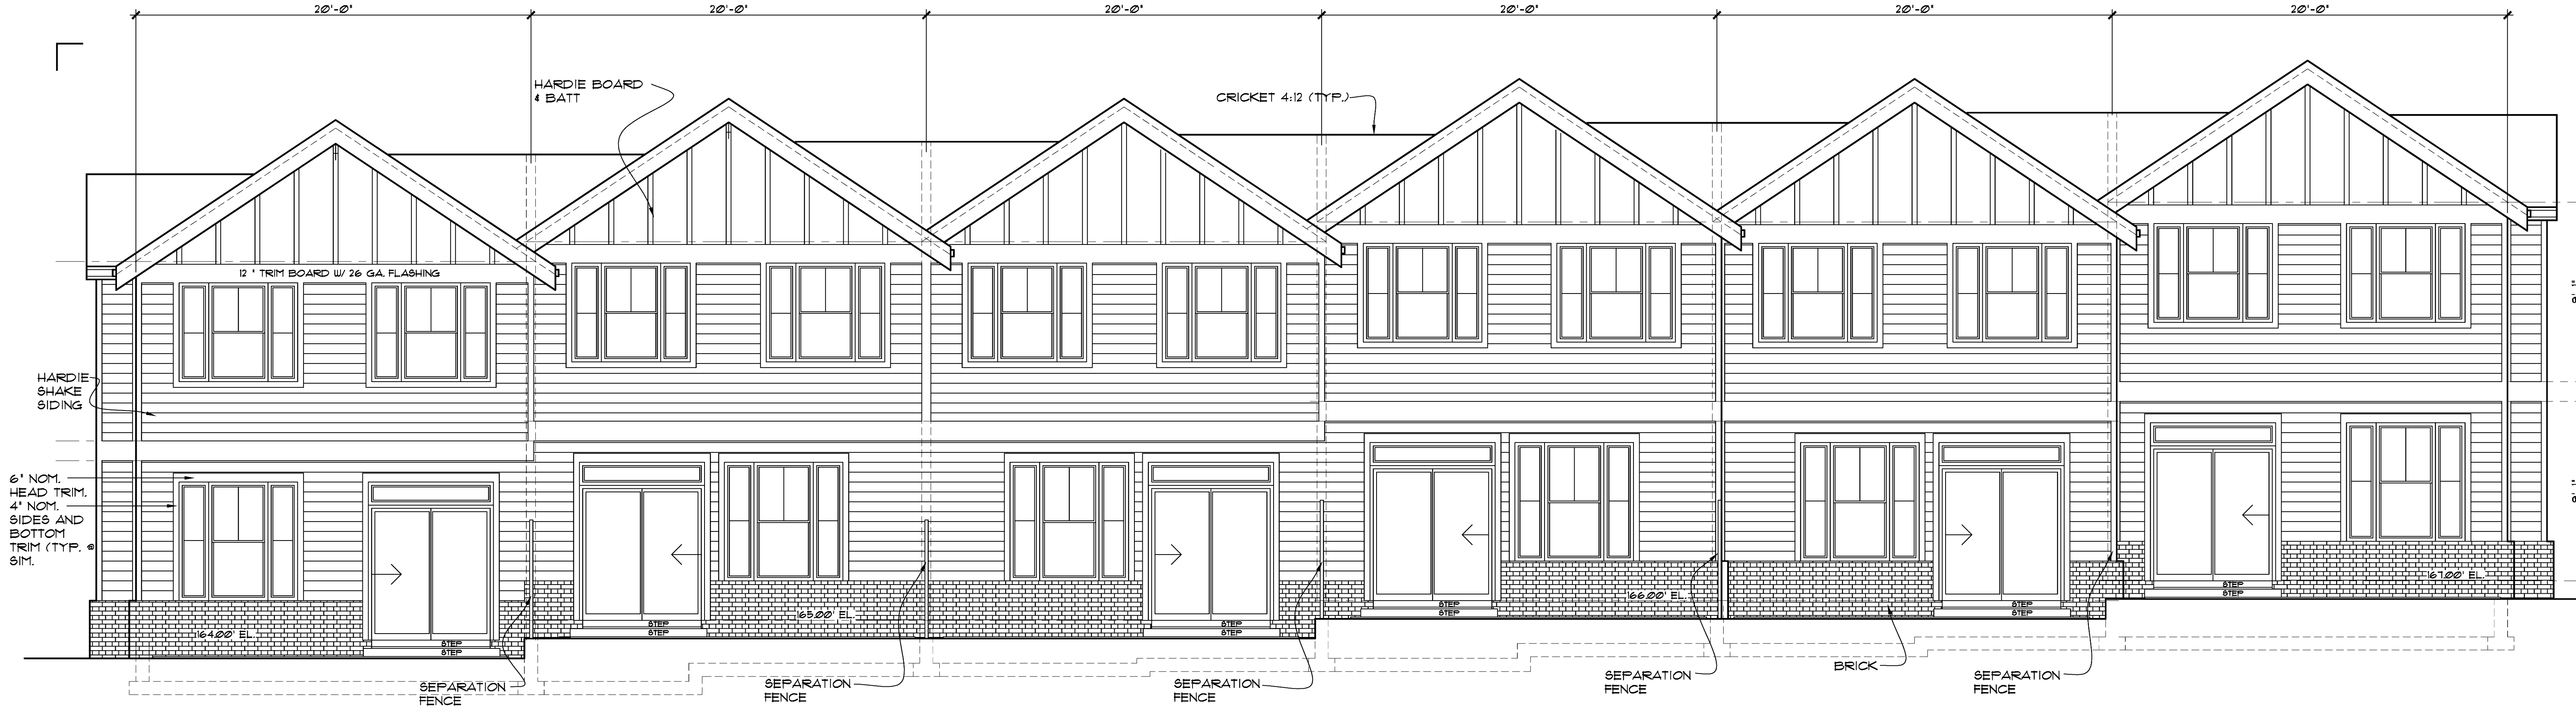 20'-0" 20'-0" 20'-0" 20'-0" 20'-0" 20'-0"
HARDIE BOARD
& BATT
CRICKET 4:12 (TYP.)
12 " TRIM BOARD W/ 26 GA. FLASHING
HARDIE
SHAKE
SIDING
6" NOM.
HEAD TRIM.
4" NOM.
SIDES AND
BOTTOM
TRIM (TYP. @
SIM.
164.00' EL.
STEP
STEP
STEP
STEP
165.00' EL.
STEP
STEP
STEP
STEP
166.00' EL.
STEP
STEP
STEP
STEP
167.00' EL.
SEPARATION
FENCE
SEPARATION
FENCE
SEPARATION
FENCE
SEPARATION
FENCE
BRICK
SEPARATION
FENCE